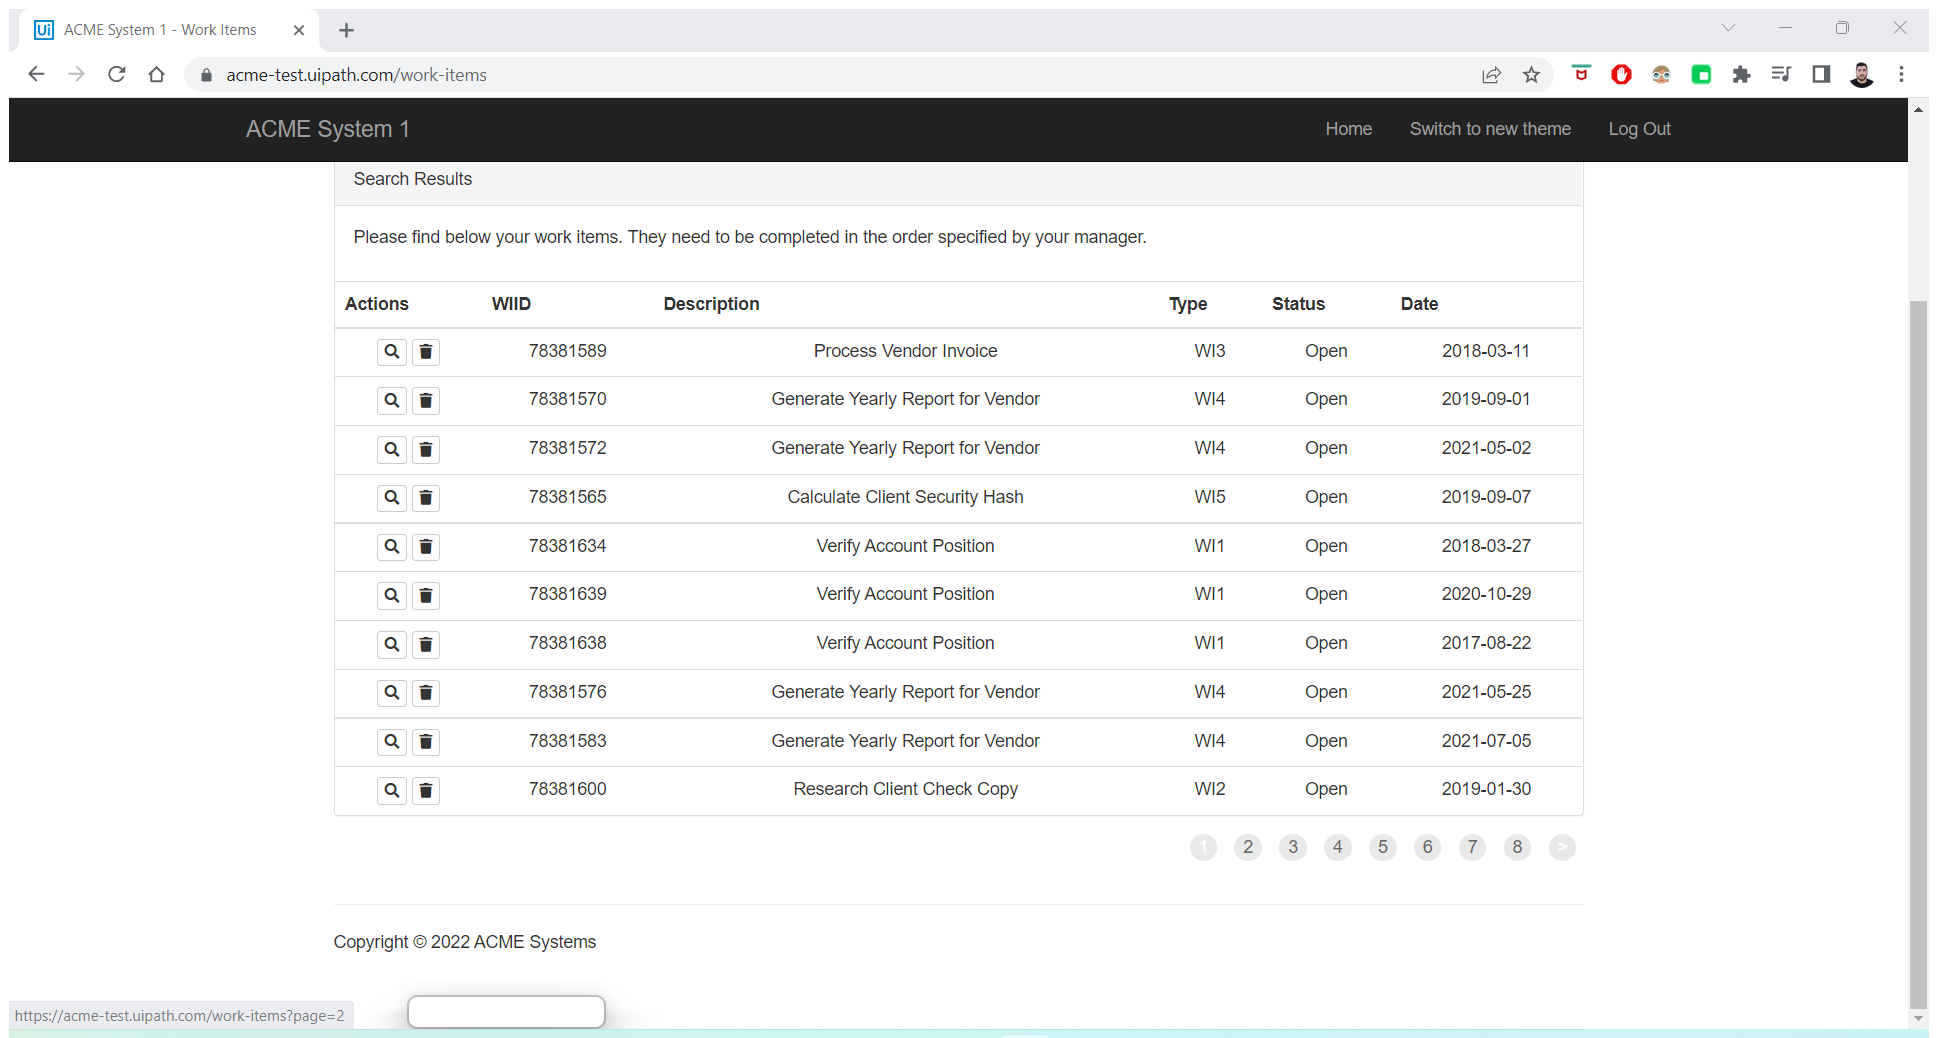 Ui ACME System 1 - Work Items
acme-test.uipath.com/work-items
ACME System 1 Home Switch to new theme Log Out
Search Results
Please find below your work items. They need to be completed in the order specified by your manager.
Actions WIID Description Type Status Date
78381589 Process Vendor Invoice WI3 Open 2018-03-11
78381570 Generate Yearly Report for Vendor WI4 Open 2019-09-01
78381572 Generate Yearly Report for Vendor WI4 Open 2021-05-02
78381565 Calculate Client Security Hash WI5 Open 2019-09-07
78381634 Verify Account Position WI1 Open 2018-03-27
78381639 Verify Account Position WI1 Open 2020-10-29
78381638 Verify Account Position WI1 Open 2017-08-22
78381576 Generate Yearly Report for Vendor WI4 Open 2021-05-25
78381583 Generate Yearly Report for Vendor WI4 Open 2021-07-05
78381600 Research Client Check Copy WI2 Open 2019-01-30
1 2 3 4 5 6 7 8 >
Copyright © 2022 ACME Systems
https://acme-test.uipath.com/work-items?page=2